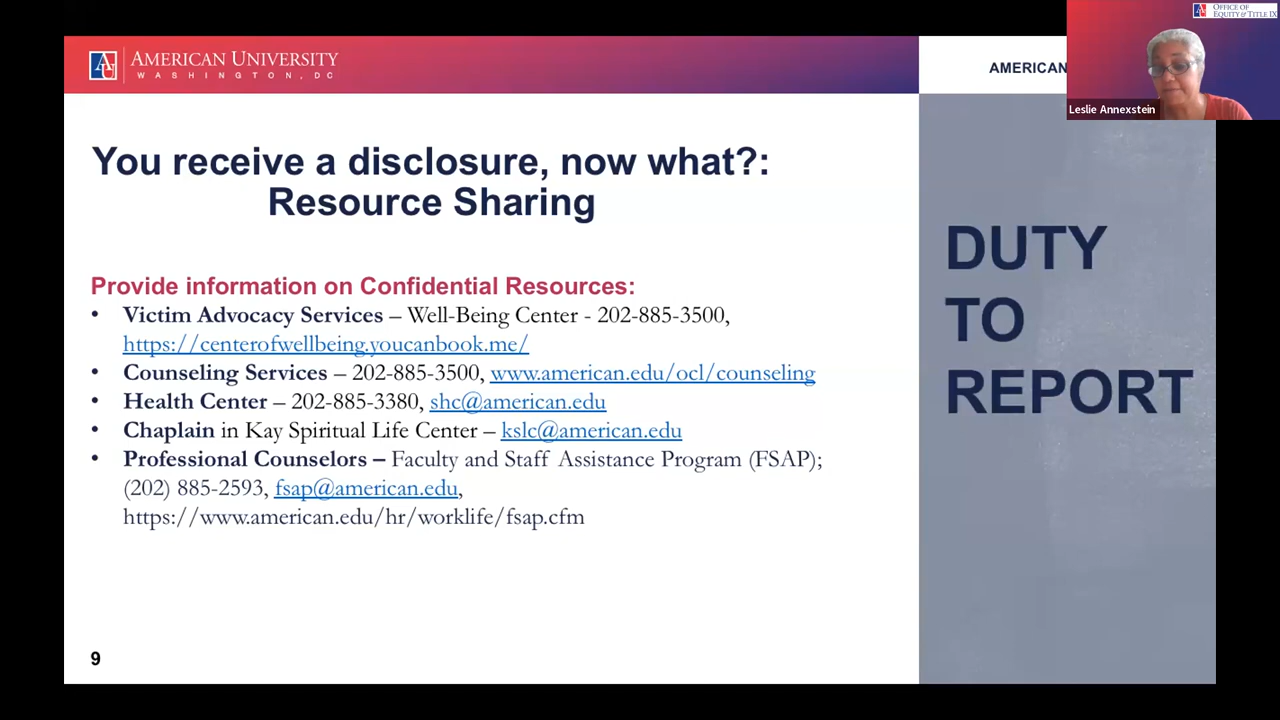 OFFICE OF
EQUITY & TITLE IX
AMERICAN UNIVERSITY
WASHINGTON, DC
AMERICAN
Leslie Annexstein
You receive a disclosure, now what?:
Resource Sharing
Provide information on Confidential Resources:
• Victim Advocacy Services – Well-Being Center - 202-885-3500,
https://centerofwellbeing.youcanbook.me/
• Counseling Services – 202-885-3500, www.american.edu/ocl/counseling
• Health Center – 202-885-3380, shc@american.edu
• Chaplain in Kay Spiritual Life Center – kslc@american.edu
• Professional Counselors – Faculty and Staff Assistance Program (FSAP);
(202) 885-2593, fsap@american.edu,
https://www.american.edu/hr/worklife/fsap.cfm
9
DUTY
TO
REPORT